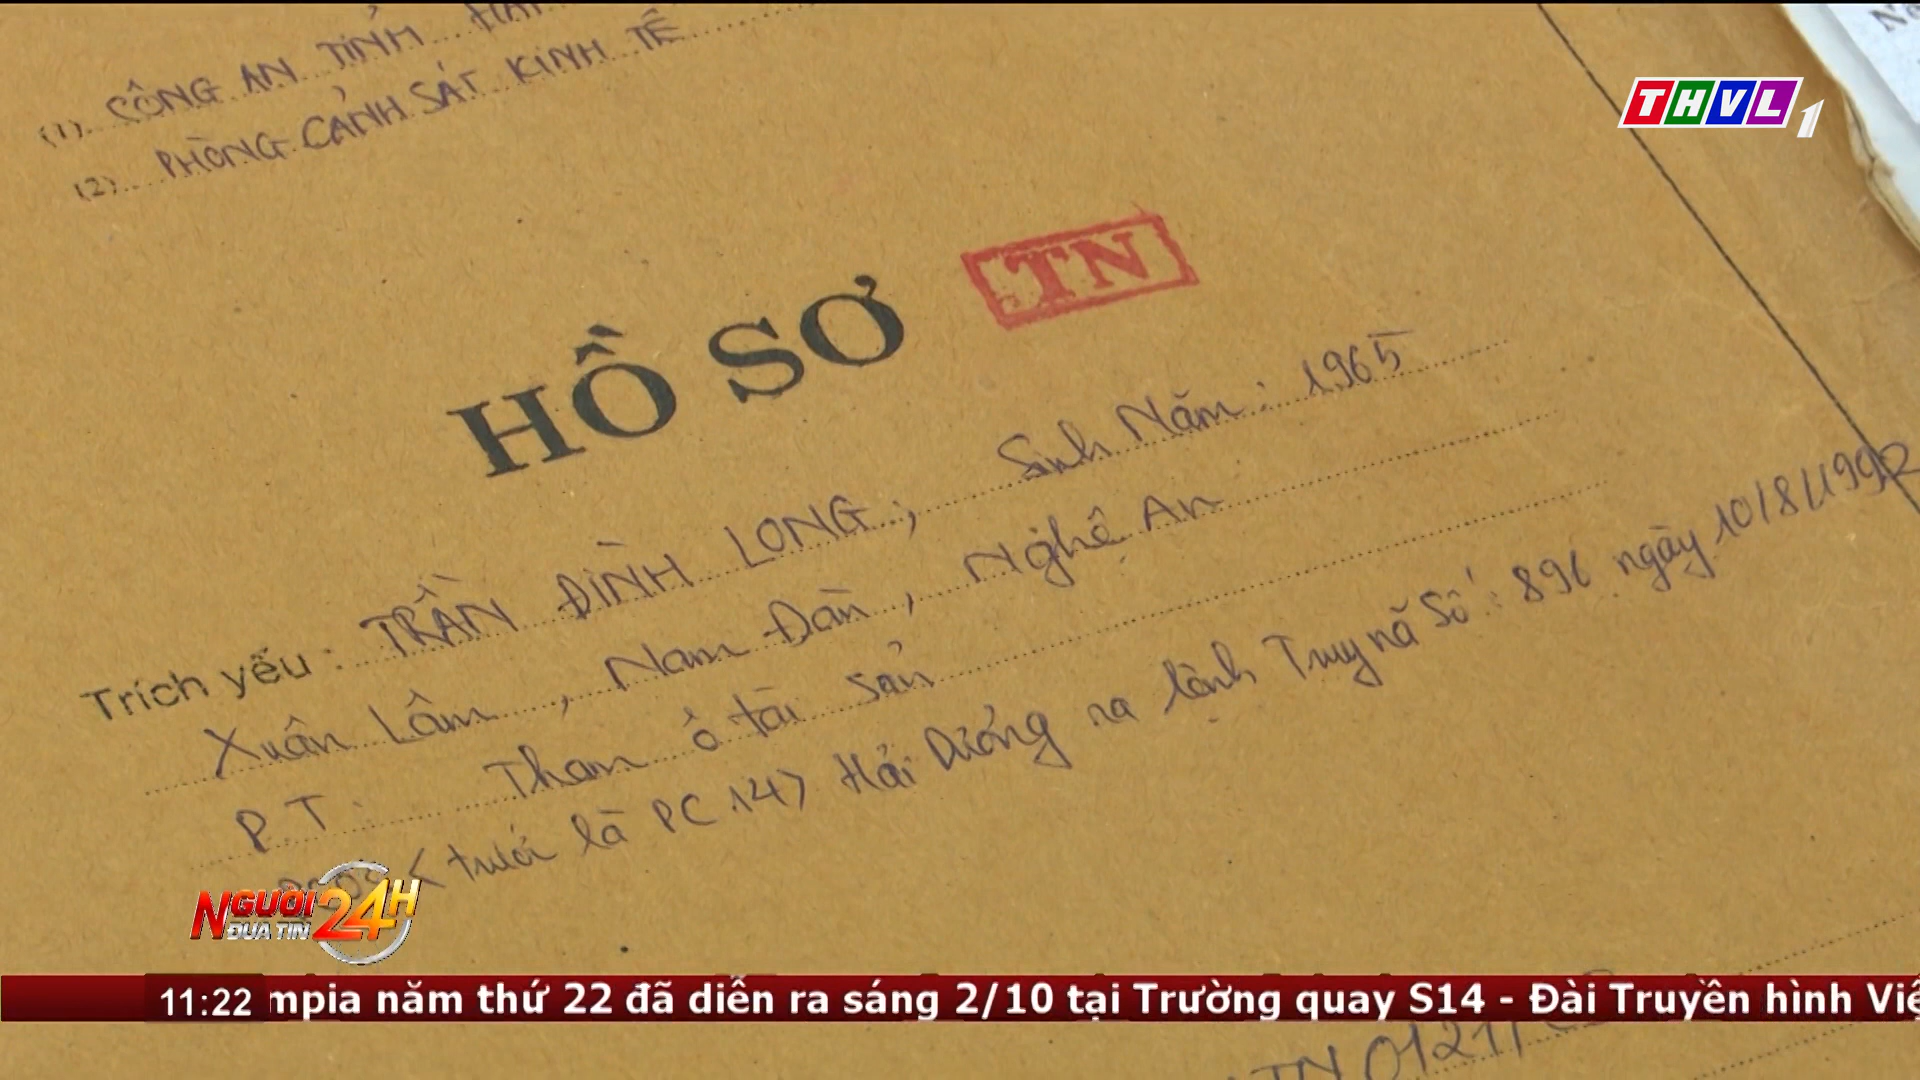 (1) CÔNG AN TỈNH
(2) PHÒNG CẢNH SÁT KINH TẾ
THVL1
HỒ SƠ
TN
Trích yếu: TRẦN ĐÌNH LONG, Sinh Năm: 1965
Xuân Lâm, Nam Đàn, Nghệ An
P.T: Tham ô tài sản
< trước là PC 14> Hải Dương ra lệnh Truy nã Số: 896 ngày 10/8/1992
NGƯỜI ĐƯA TIN 24H
11:22 mpia năm thứ 22 đã diễn ra sáng 2/10 tại Trường quay S14 - Đài Truyền hình Việ